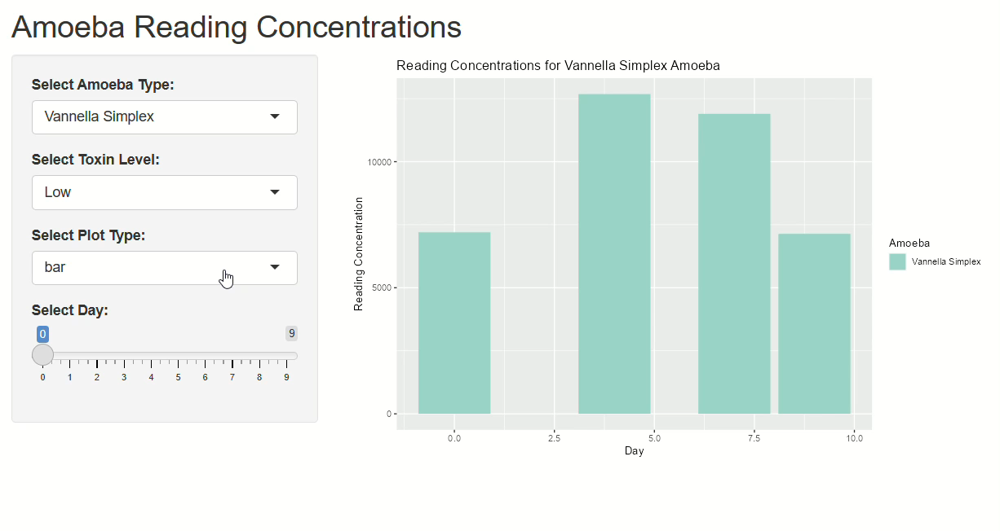 Amoeba Reading Concentrations
Select Amoeba Type:
Vannella Simplex
Select Toxin Level:
Low
Select Plot Type:
bar
Select Day:
0 9
0 1 2 3 4 5 6 7 8 9
Reading Concentrations for Vannella Simplex Amoeba
Reading Concentration
10000
5000
0
0.0 2.5 5.0 7.5 10.0
Day
Amoeba
Vannella Simplex